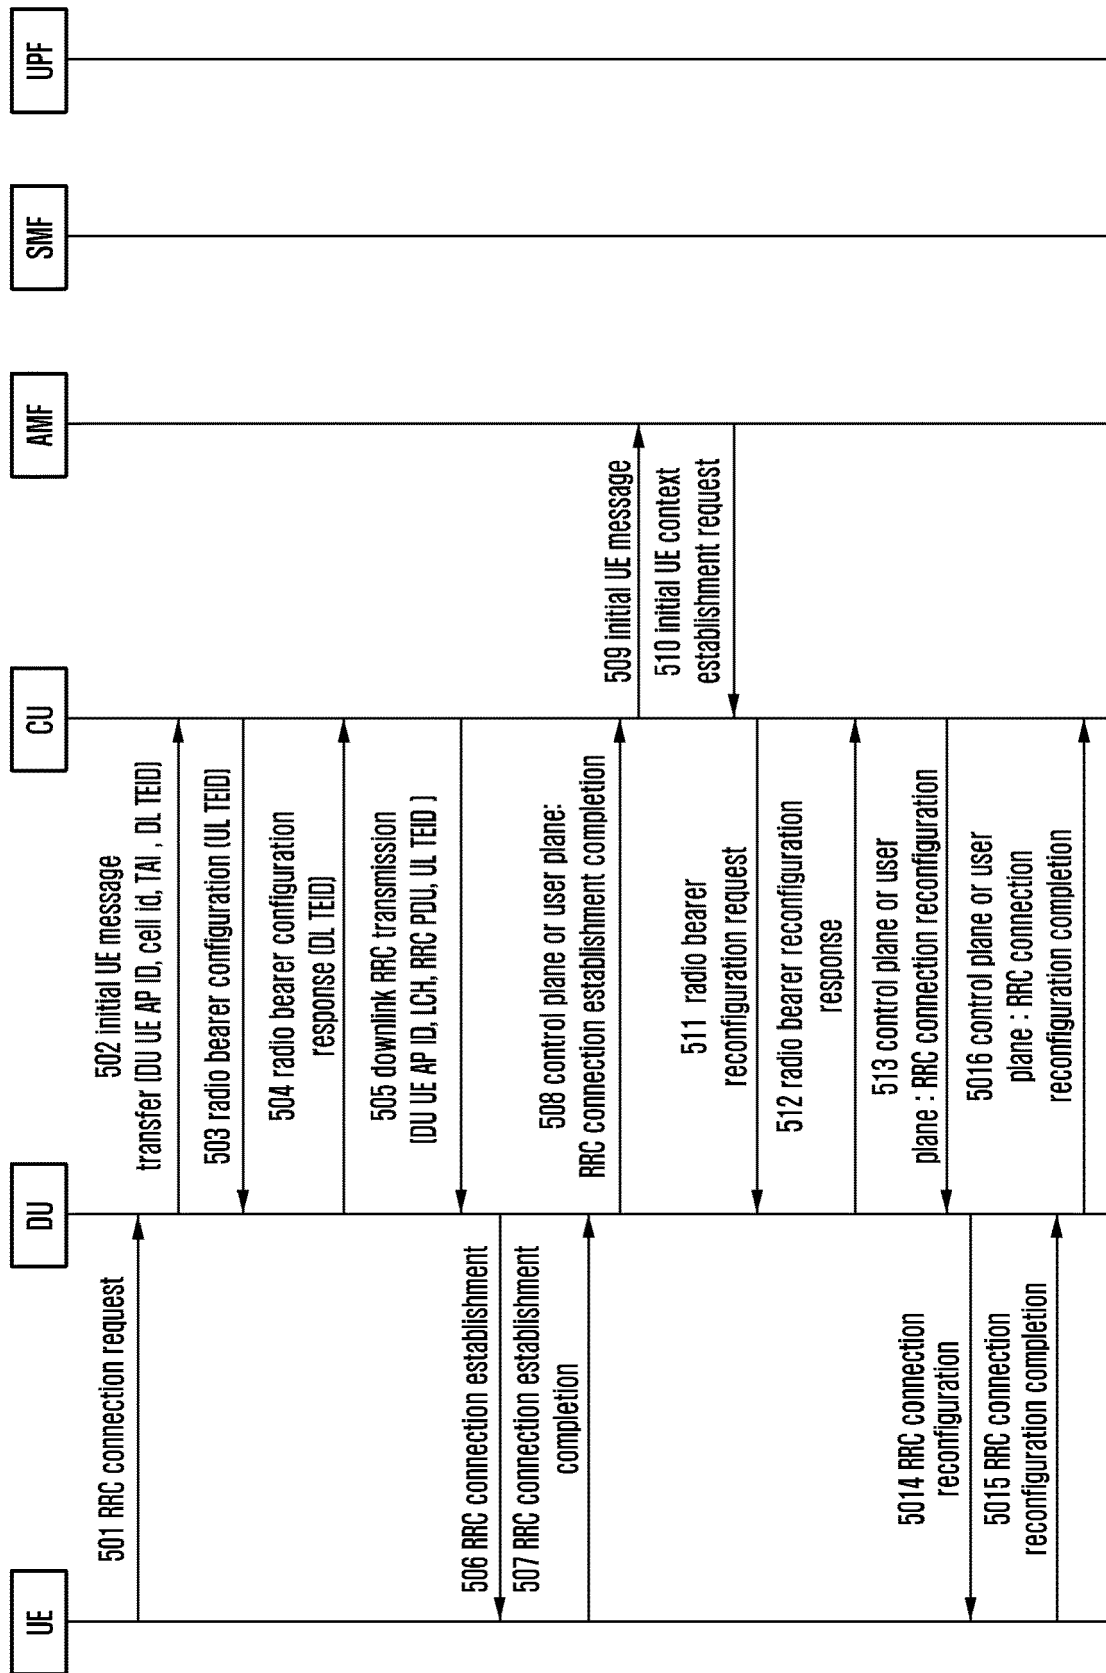 UE
DU
CU
AMF
SMF
UPF
501 RRC connection request
502 initial UE message
transfer (DU UE AP ID, cell id, TAI , DL TEID)
503 radio bearer configuration (UL TEID)
504 radio bearer configuration
response (DL TEID)
505 downlink RRC transmission
(DU UE AP ID, LCH, RRC PDU, UL TEID )
506 RRC connection establishment
507 RRC connection establishment
completion
508 control plane or user plane:
RRC connection establishment completion
509 initial UE message
510 initial UE context
establishment request
511 radio bearer
reconfiguration request
512 radio bearer reconfiguration
response
513 control plane or user
plane : RRC connection reconfiguration
5014 RRC connection
reconfiguration
5015 RRC connection
reconfiguration completion
5016 control plane or user
plane : RRC connection
reconfiguration completion